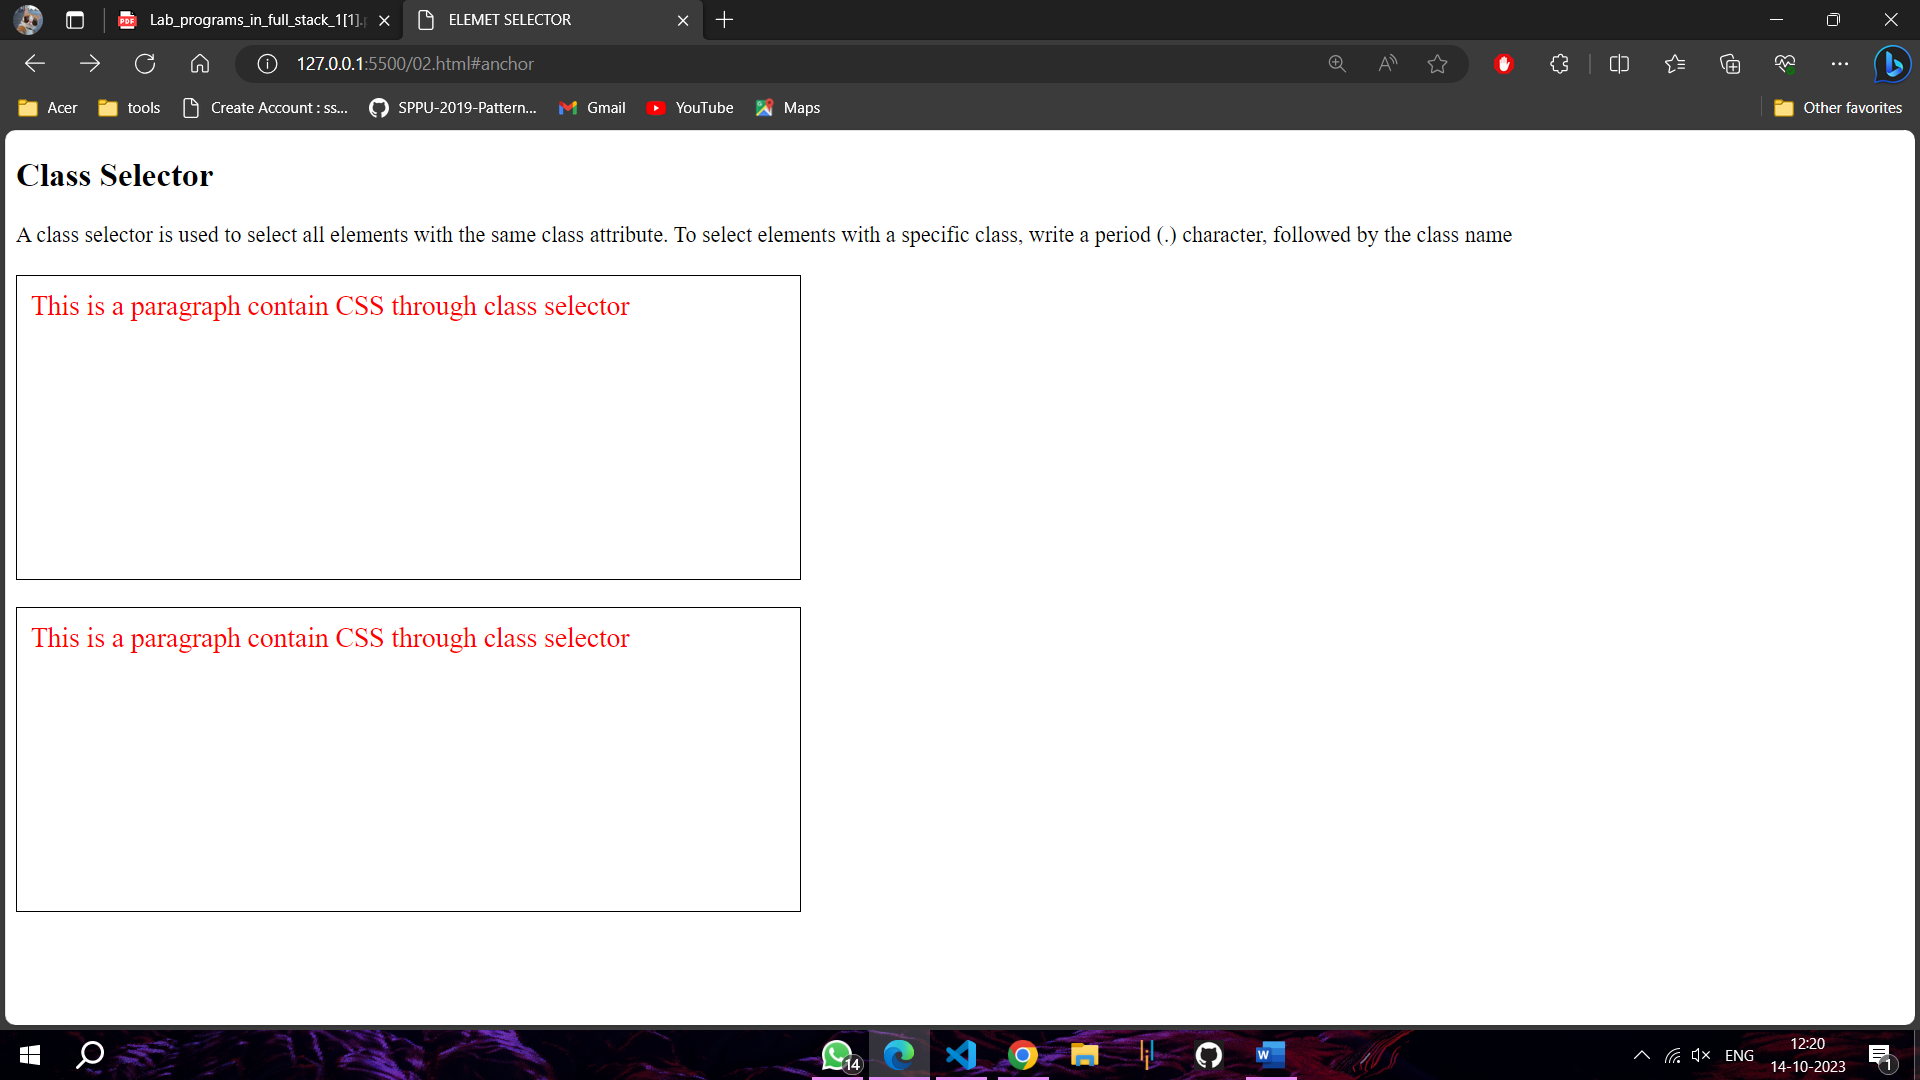 Lab_programs_in_full_stack_1[1].p
ELEMET SELECTOR
127.0.0.1:5500/02.html#anchor
Acer
tools
Create Account : ss...
SPPU-2019-Pattern...
Gmail
YouTube
Maps
Other favorites
Class Selector
A class selector is used to select all elements with the same class attribute. To select elements with a specific class, write a period (.) character, followed by the class name
This is a paragraph contain CSS through class selector
This is a paragraph contain CSS through class selector
14
ENG
12:20
14-10-2023
1